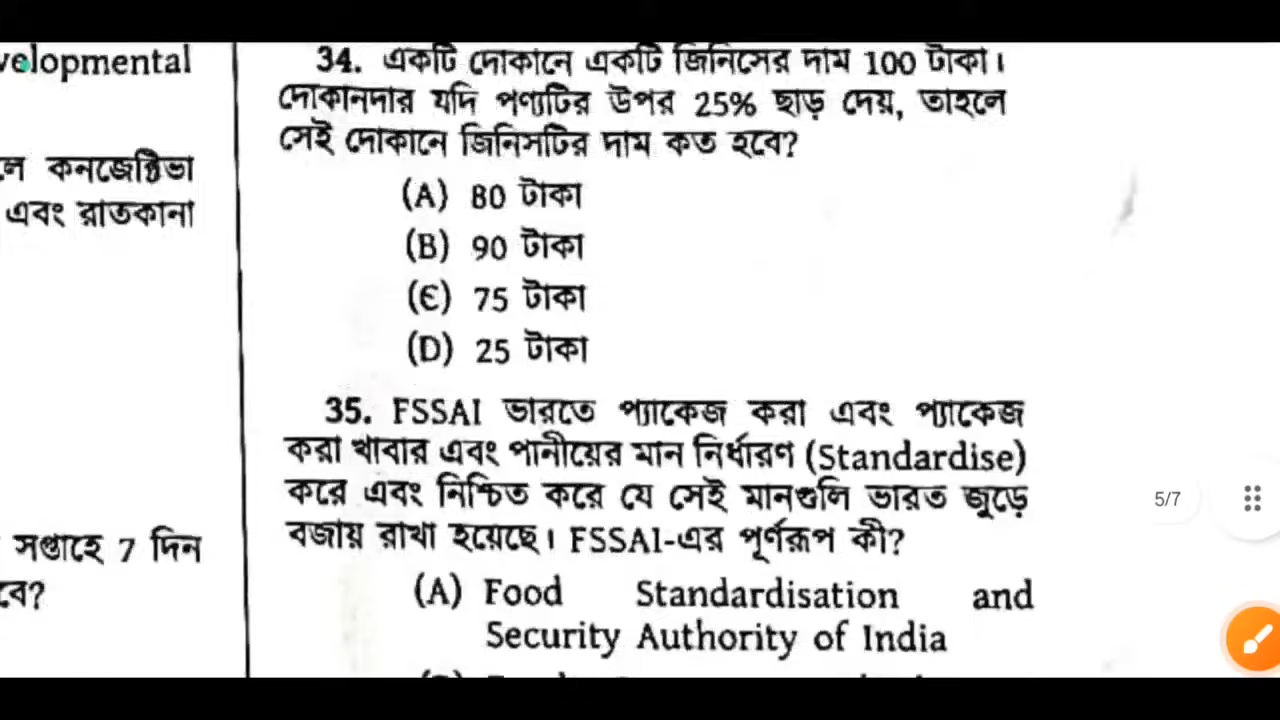 velopmental
ল কনজেঙ্কিভা
এবং রাতকানা
সপ্তাহে 7 দিন
বে?
34. একটি দোকানে একটি জিনিসের দাম 100 টাকা।
দোকানদার যদি পণ্যটির উপর 25% ছাড় দেয়, তাহলে
সেই দোকানে জিনিসটির দাম কত হবে?
(A) 80 টাকা
(B) 90 টাকা
(C) 75 টাকা
(D) 25 টাকা
35. FSSAI ভারতে প্যাকেজ করা এবং প্যাকেজ
করা খাবার এবং পানীয়ের মান নির্ধারণ (Standardise)
করে এবং নিশ্চিত করে যে সেই মানগুলি ভারত জুড়ে
বজায় রাখা হয়েছে। FSSAI-এর পূর্ণরূপ কী?
(A) Food Standardisation and
Security Authority of India
5/7